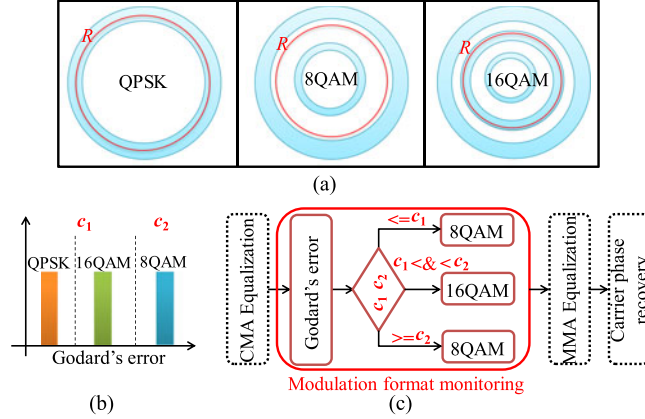 R
QPSK
R
8QAM
R
16QAM
(a)
c1
c2
QPSK
16QAM
8QAM
Godard's error
(b)
CMA Equalization
Godard's error
c2
c1
<=c1
c1<&<c2
>=c2
8QAM
16QAM
8QAM
Modulation format monitoring
MMA Equalization
Carrier phase
recovery
(c)